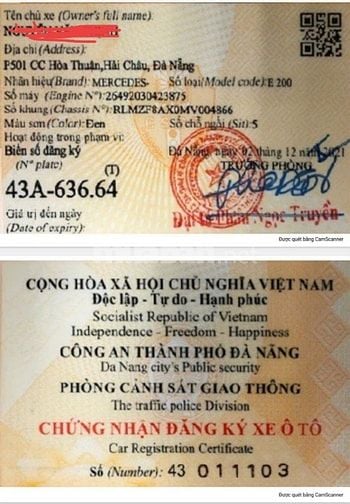 Tên chủ xe (Owner's full name):
Địa chỉ (Address):
P501 CC Hòa Thuận,Hải Châu, Đà Nẵng
Nhãn hiệu(Brand): MERCEDES- Số loại(Model code): E 200
Số máy (Engine N°): 26492030423875
Số khung (Chassis N°): RLMZF8AX0MV004866
Màu sơn (Color): Đen Số chỗ ngồi (Sit): 5
Hoạt động trong phạm vi:
Biển số đăng ký Đà Nẵng, ngày 02 tháng 12 năm 2021
(N° plate) TRƯỞNG PHÒNG
(T)
43A-636.64
Giá trị đến ngày Đại tá Phan Ngọc Truyền
(Date of expiry):
Được quét bằng CamScanner
CỘNG HÒA XÃ HỘI CHỦ NGHĨA VIỆT NAM
Độc lập - Tự do - Hạnh phúc
Socialist Republic of Vietnam
Independence - Freedom - Happiness
CÔNG AN THÀNH PHỐ ĐÀ NẴNG
Da Nang city's Public security
PHÒNG CẢNH SÁT GIAO THÔNG
The traffic police Division
CHỨNG NHẬN ĐĂNG KÝ XE Ô TÔ
Car Registration Certificate
Số (Number): 43 011103
Được quét bằng CamScanner